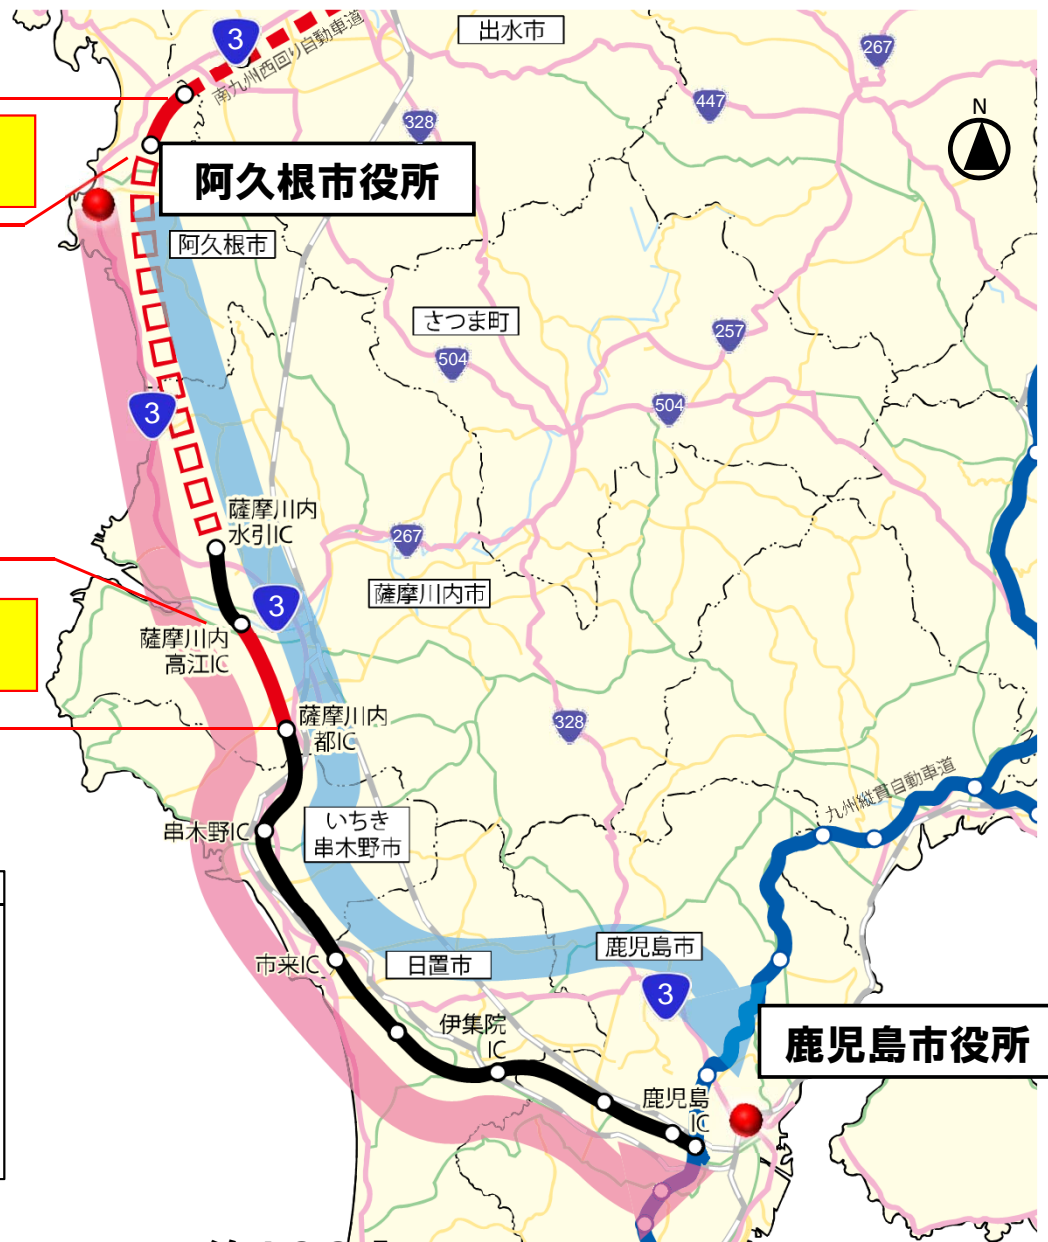 3
出水市
267
南九州西回り自動車道
447
328
N
阿久根市役所
阿久根市
さつま町
257
504
504
3
薩摩川内
水引IC
267
薩摩川内市
3
薩摩川内
高江IC
薩摩川内
都IC
328
九州縦貫自動車道
串木野IC
いちき
串木野市
鹿児島市
市来IC
日置市
3
伊集院
IC
鹿児島市役所
鹿児島
IC